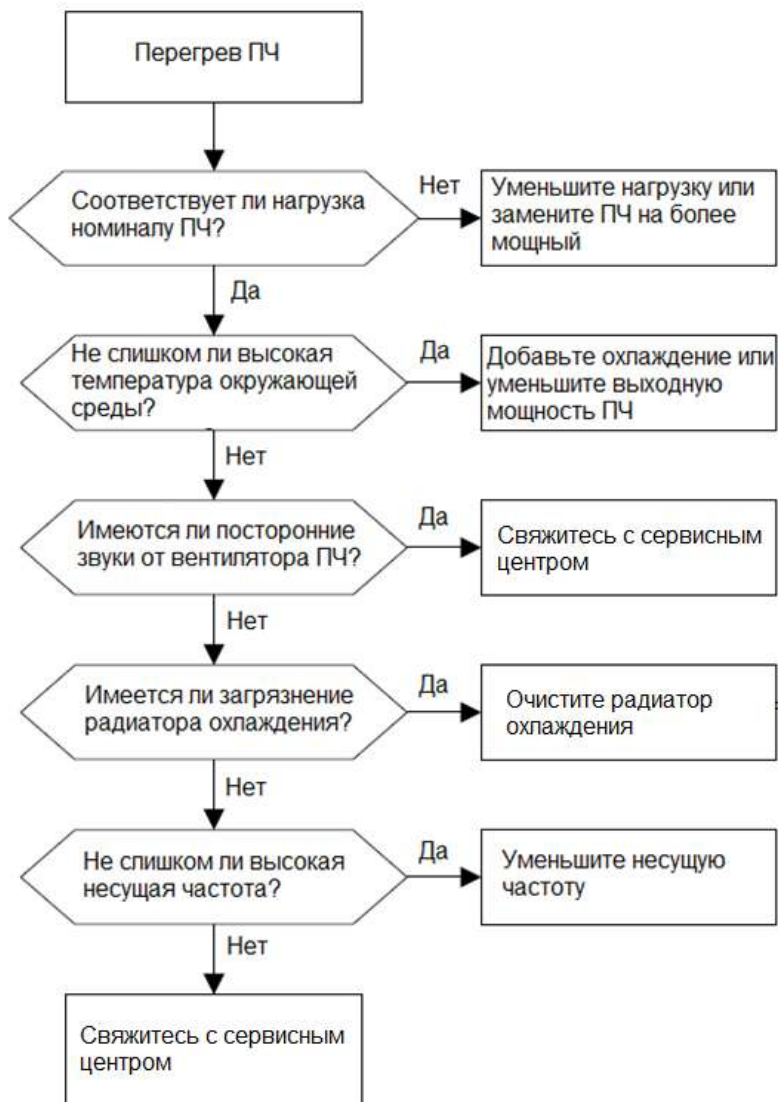 Перегрев ПЧ
Соответствует ли нагрузка
номиналу ПЧ?
Нет
Уменьшите нагрузку или
замените ПЧ на более
мощный
Да
Не слишком ли высокая
температура окружающей
среды?
Да
Добавьте охлаждение или
уменьшите выходную
мощность ПЧ
Нет
Имеются ли посторонние
звуки от вентилятора ПЧ?
Да
Свяжитесь с сервисным
центром
Нет
Имеется ли загрязнение
радиатора охлаждения?
Да
Очистите радиатор
охлаждения
Нет
Не слишком ли высокая
несущая частота?
Да
Уменьшите несущую
частоту
Нет
Свяжитесь с сервисным
центром